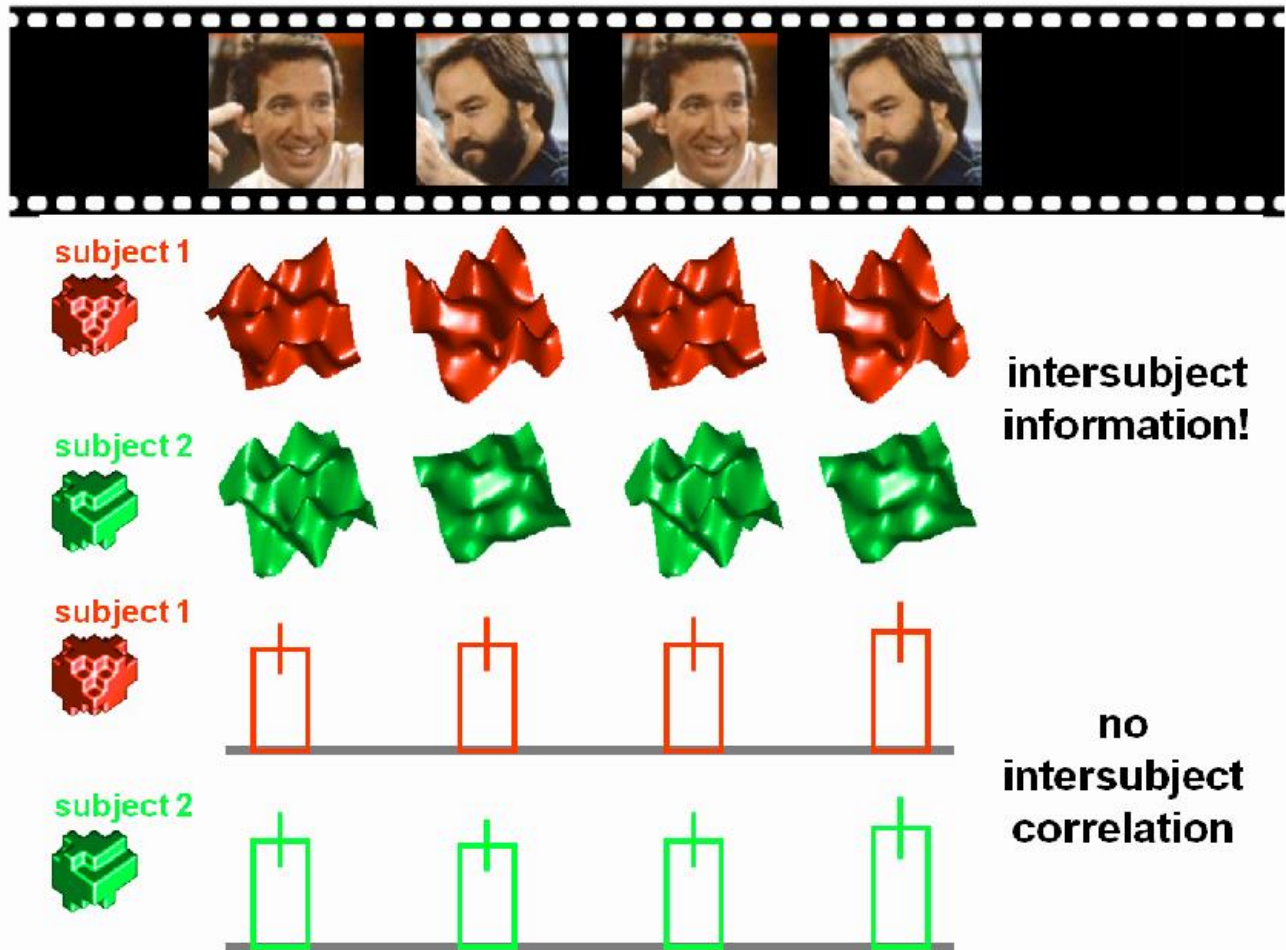 subject 1
intersubject
information!
subject 2
subject 1
no
intersubject
correlation
subject 2